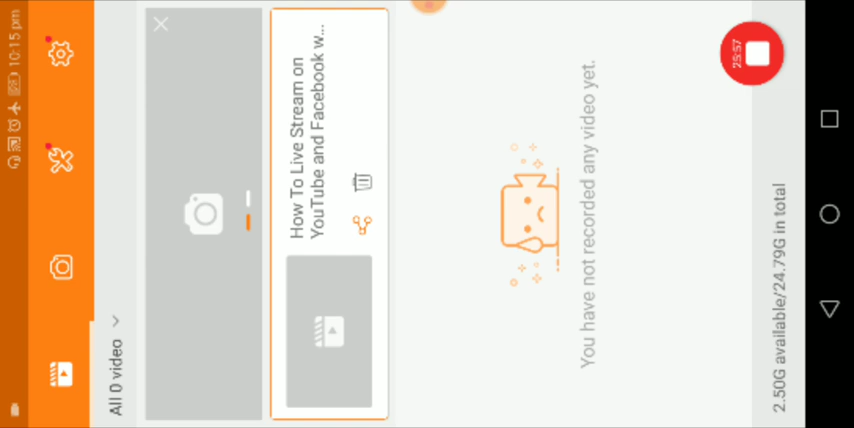 10:15 pm
All 0 video
How To Live Stream on
YouTube and Facebook w...
You have not recorded any video yet.
25:57
2.50G available/24.79G in total